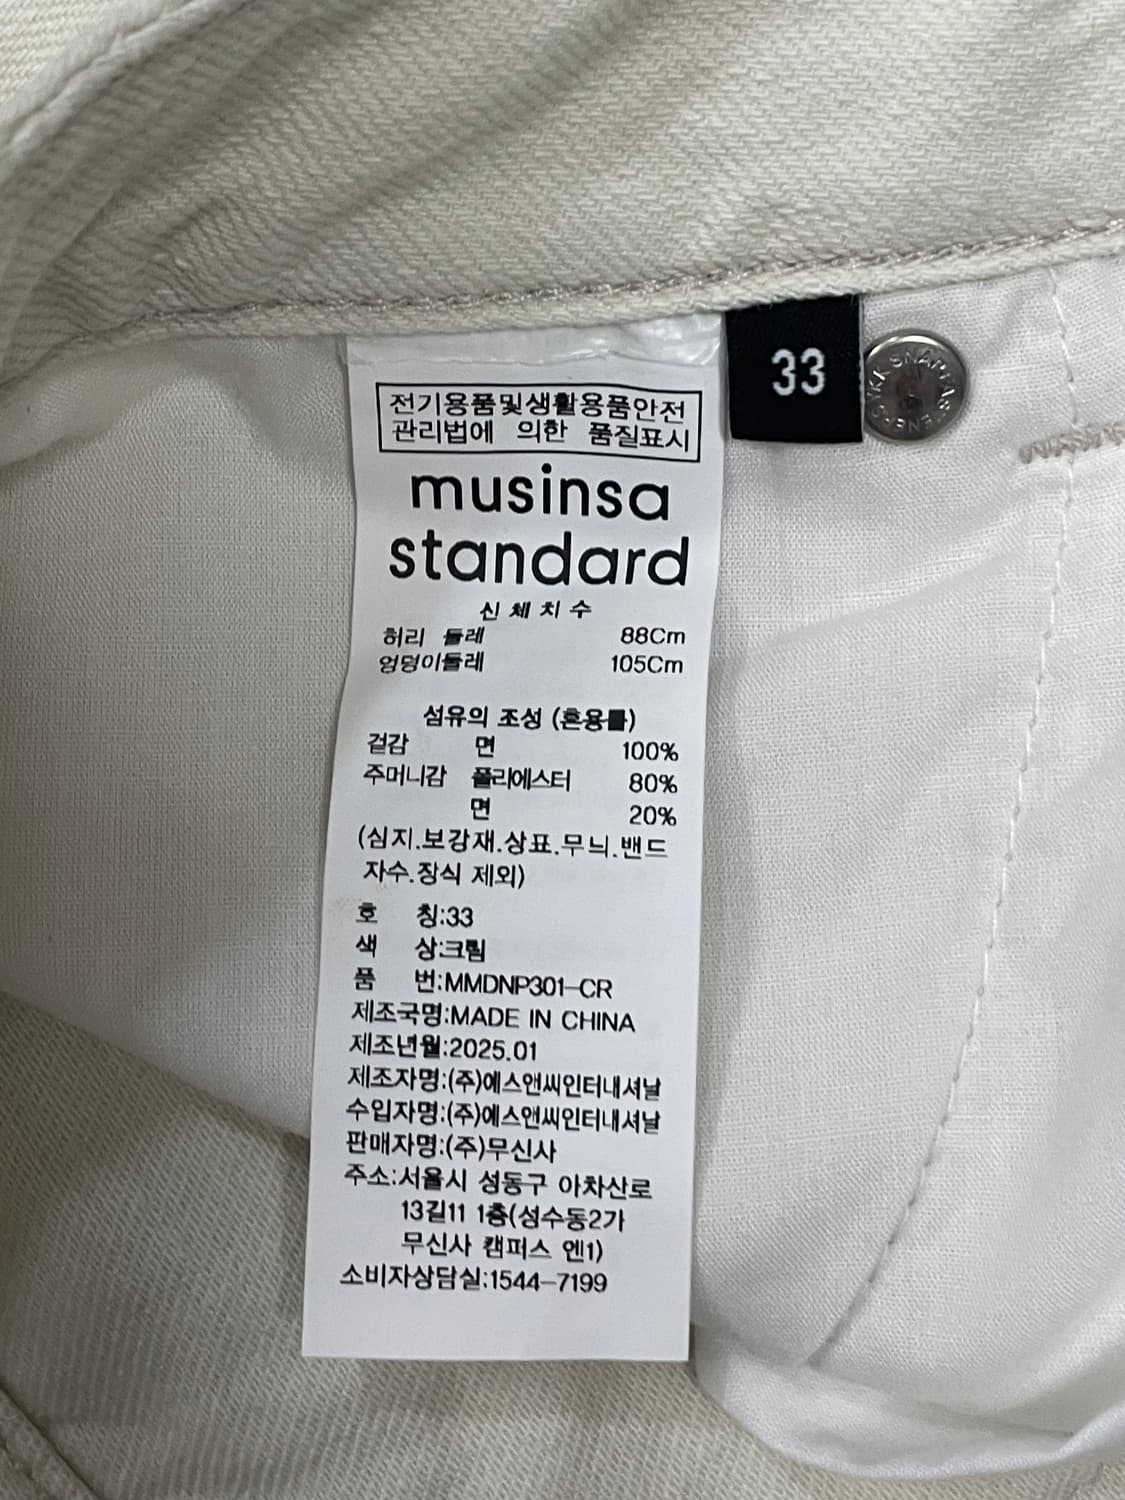 33
YKK SNAP
전기용품및생활용품안전
관리법에 의한 품질표시
musinsa
standard
신체치수
허리 둘레 88Cm
엉덩이둘레 105Cm
섬유의 조성 (혼용률)
겉감 면 100%
주머니감 폴리에스터 80%
면 20%
(심지.보강재.상표.무늬.밴드
자수.장식 제외)
호 칭:33
색 상:크림
품 번:MMDNP301-CR
제조국명:MADE IN CHINA
제조년월:2025.01
제조자명:(주)에스앤씨인터내셔날
수입자명:(주)에스앤씨인터내셔날
판매자명:(주)무신사
주소:서울시 성동구 아차산로
13길11 1층(성수동2가
무신사 캠퍼스 엔1)
소비자상담실:1544-7199